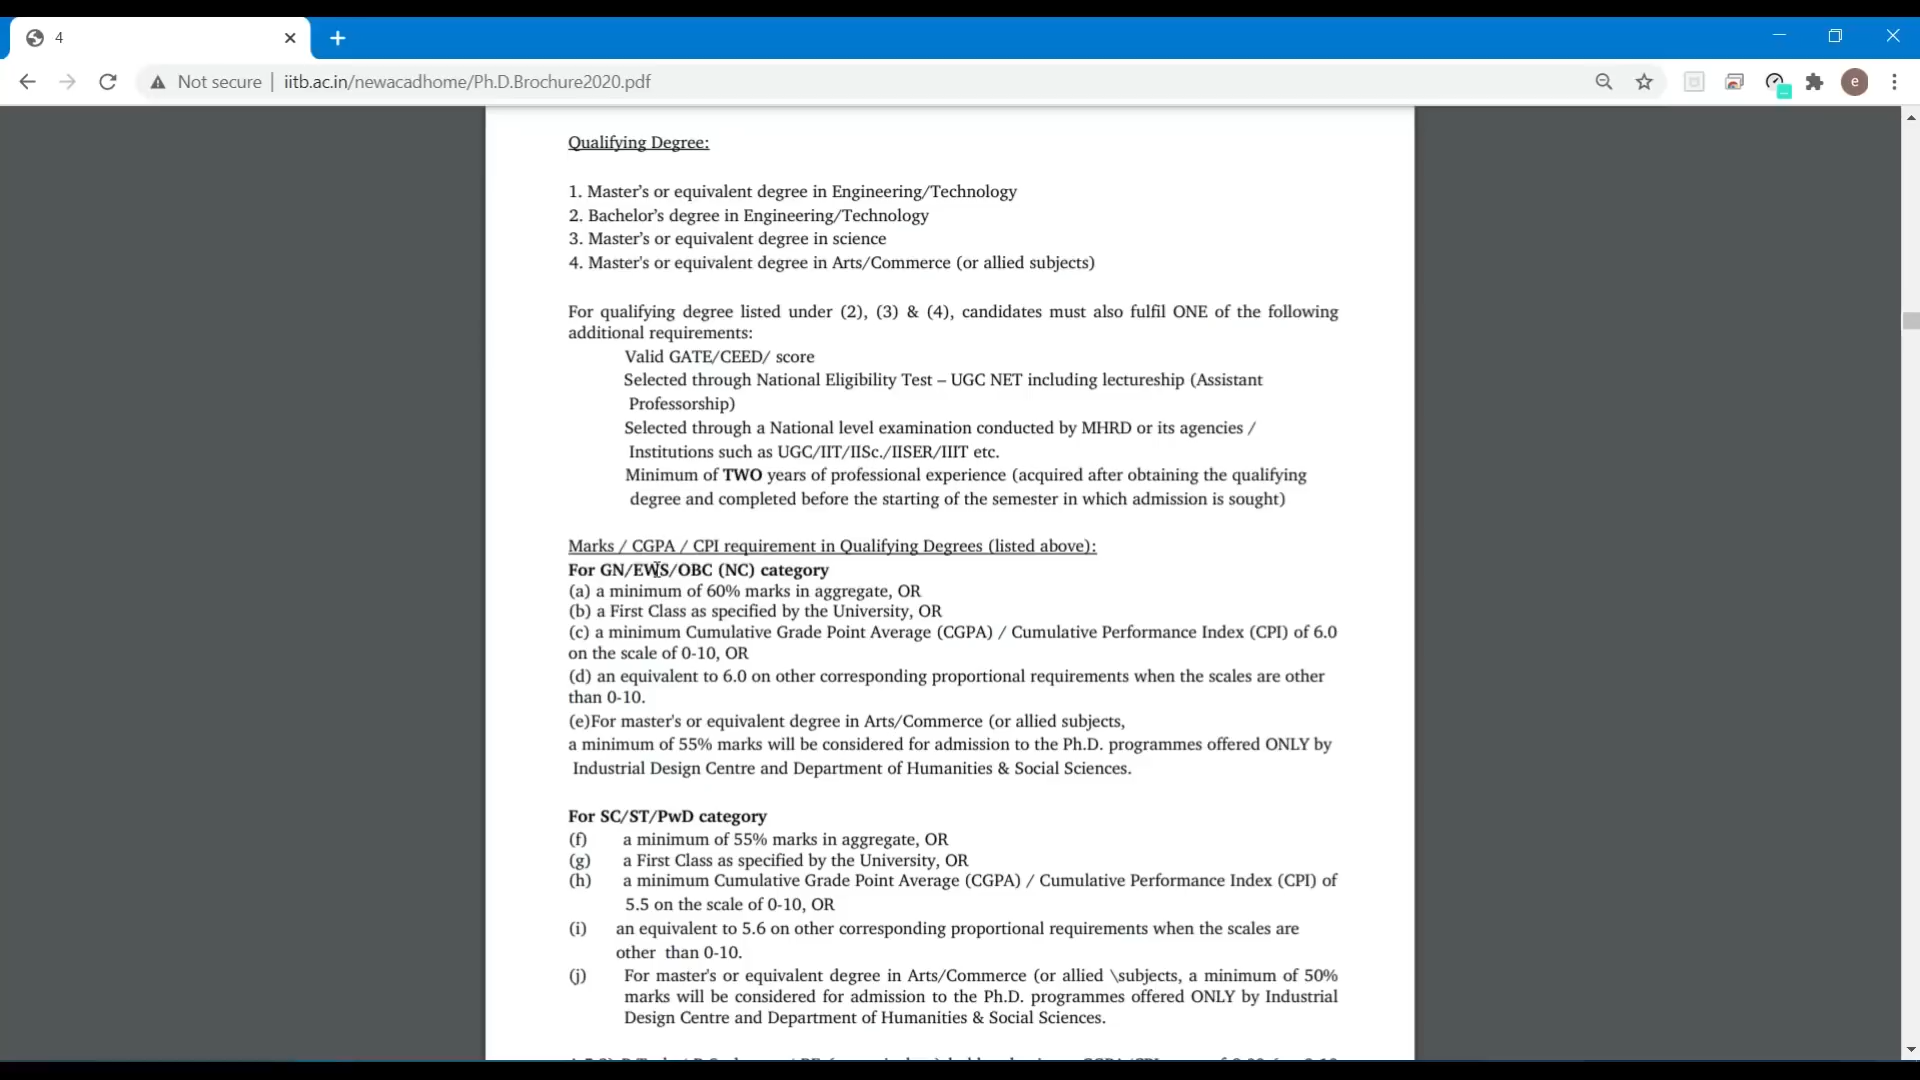 4
Not secure | iitb.ac.in/newacadhome/Ph.D.Brochure2020.pdf
e
Qualifying Degree:
1. Master's or equivalent degree in Engineering/Technology
2. Bachelor's degree in Engineering/Technology
3. Master's or equivalent degree in science
4. Master's or equivalent degree in Arts/Commerce (or allied subjects)
For qualifying degree listed under (2), (3) & (4), candidates must also fulfil ONE of the following
additional requirements:
Valid GATE/CEED/ score
Selected through National Eligibility Test – UGC NET including lectureship (Assistant
Professorship)
Selected through a National level examination conducted by MHRD or its agencies /
Institutions such as UGC/IIT/IISc./IISER/IIIT etc.
Minimum of TWO years of professional experience (acquired after obtaining the qualifying
degree and completed before the starting of the semester in which admission is sought)
Marks / CGPA / CPI requirement in Qualifying Degrees (listed above):
For GN/EWS/OBC (NC) category
(a) a minimum of 60% marks in aggregate, OR
(b) a First Class as specified by the University, OR
(c) a minimum Cumulative Grade Point Average (CGPA) / Cumulative Performance Index (CPI) of 6.0
on the scale of 0-10, OR
(d) an equivalent to 6.0 on other corresponding proportional requirements when the scales are other
than 0-10.
(e)For master's or equivalent degree in Arts/Commerce (or allied subjects,
a minimum of 55% marks will be considered for admission to the Ph.D. programmes offered ONLY by
Industrial Design Centre and Department of Humanities & Social Sciences.
For SC/ST/PwD category
(f) a minimum of 55% marks in aggregate, OR
(g) a First Class as specified by the University, OR
(h) a minimum Cumulative Grade Point Average (CGPA) / Cumulative Performance Index (CPI) of
5.5 on the scale of 0-10, OR
(i) an equivalent to 5.6 on other corresponding proportional requirements when the scales are
other than 0-10.
(j) For master's or equivalent degree in Arts/Commerce (or allied \subjects, a minimum of 50%
marks will be considered for admission to the Ph.D. programmes offered ONLY by Industrial
Design Centre and Department of Humanities & Social Sciences.